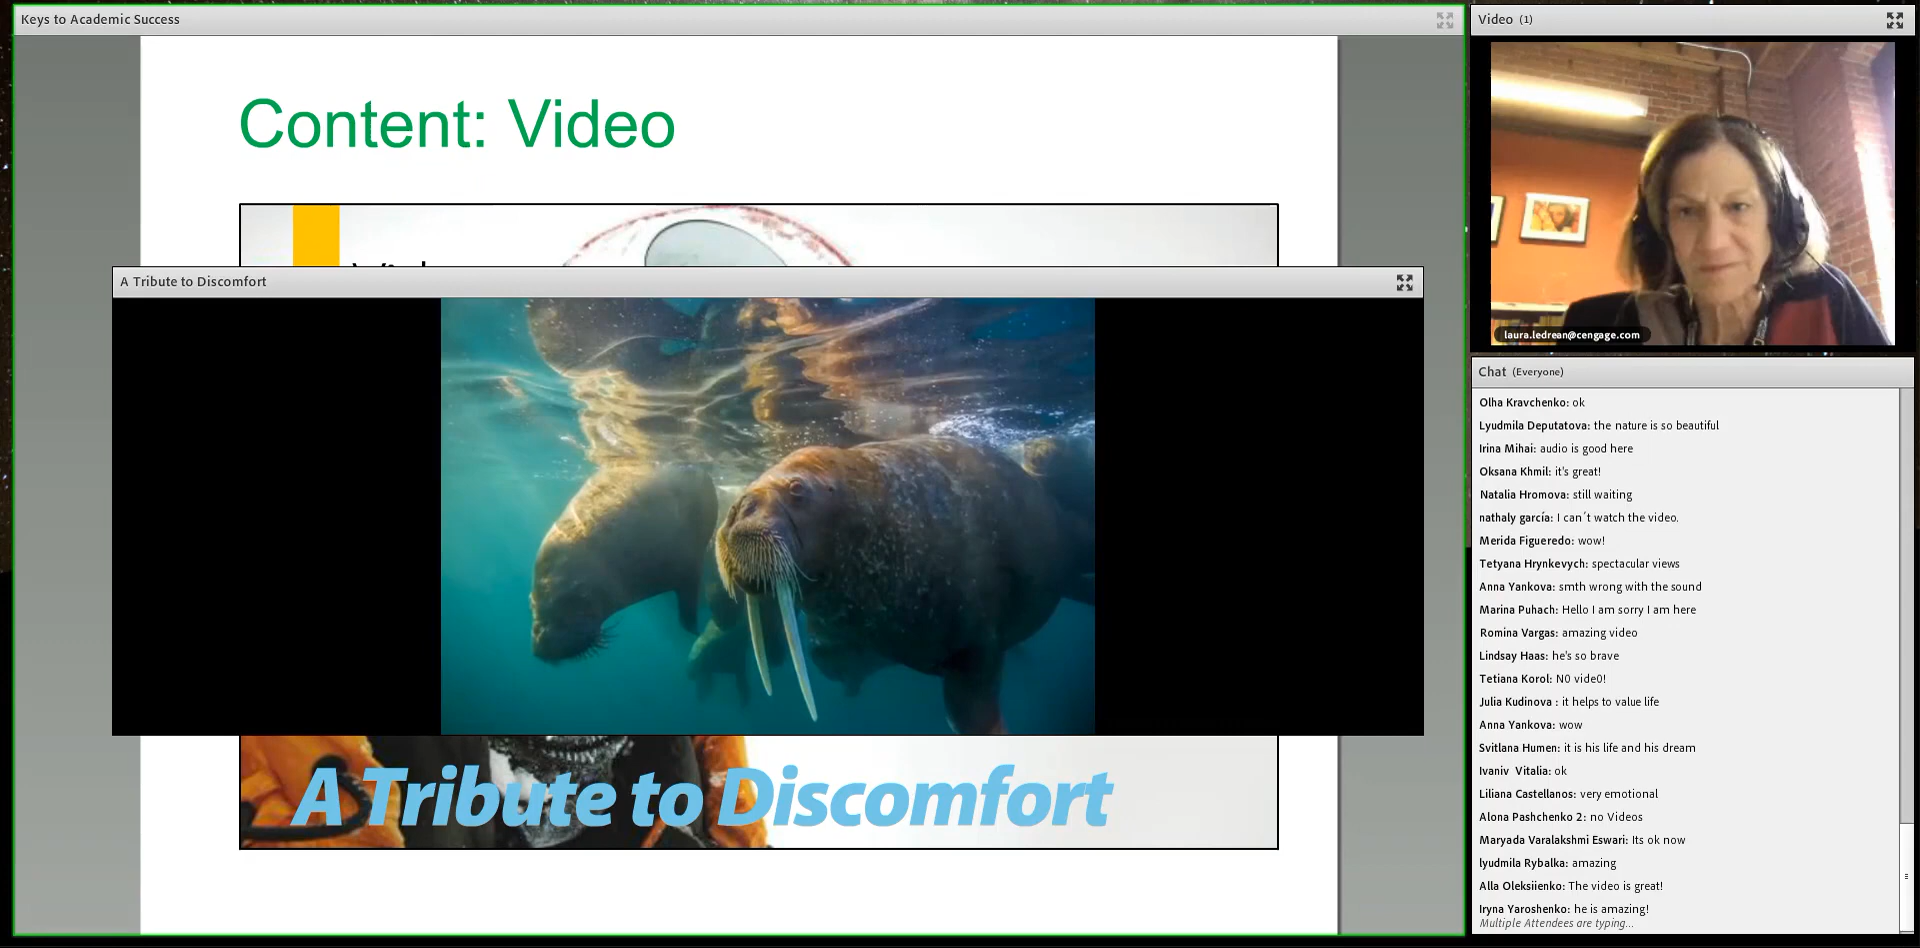 Keys to Academic Success
Content: Video
A Tribute to Discomfort
A Tribute to Discomfort
Video (1)
laura.ledrean@cengage.com
Chat (Everyone)
Olha Kravchenko: ok
Lyudmila Deputatova: the nature is so beautiful
Irina Mihai: audio is good here
Oksana Khmil: it's great!
Natalia Hromova: still waiting
nathaly garcía: I can´t watch the video.
Merida Figueredo: wow!
Tetyana Hrynkevych: spectacular views
Anna Yankova: smth wrong with the sound
Marina Puhach: Hello I am sorry I am here
Romina Vargas: amazing video
Lindsay Haas: he's so brave
Tetiana Korol: N0 vide0!
Julia Kudinova : it helps to value life
Anna Yankova: wow
Svitlana Humen: it is his life and his dream
Ivaniv Vitalia: ok
Liliana Castellanos: very emotional
Alona Pashchenko 2: no Videos
Maryada Varalakshmi Eswari: Its ok now
lyudmila Rybalka: amazing
Alla Oleksiienko: The video is great!
Iryna Yaroshenko: he is amazing!
Multiple Attendees are typing...